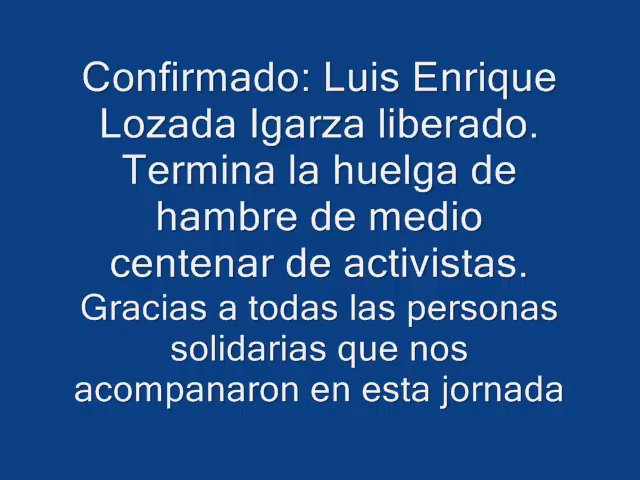 Confirmado: Luis Enrique
Lozada Igarza liberado.
Termina la huelga de
hambre de medio
centenar de activistas.
Gracias a todas las personas
solidarias que nos
acompanaron en esta jornada